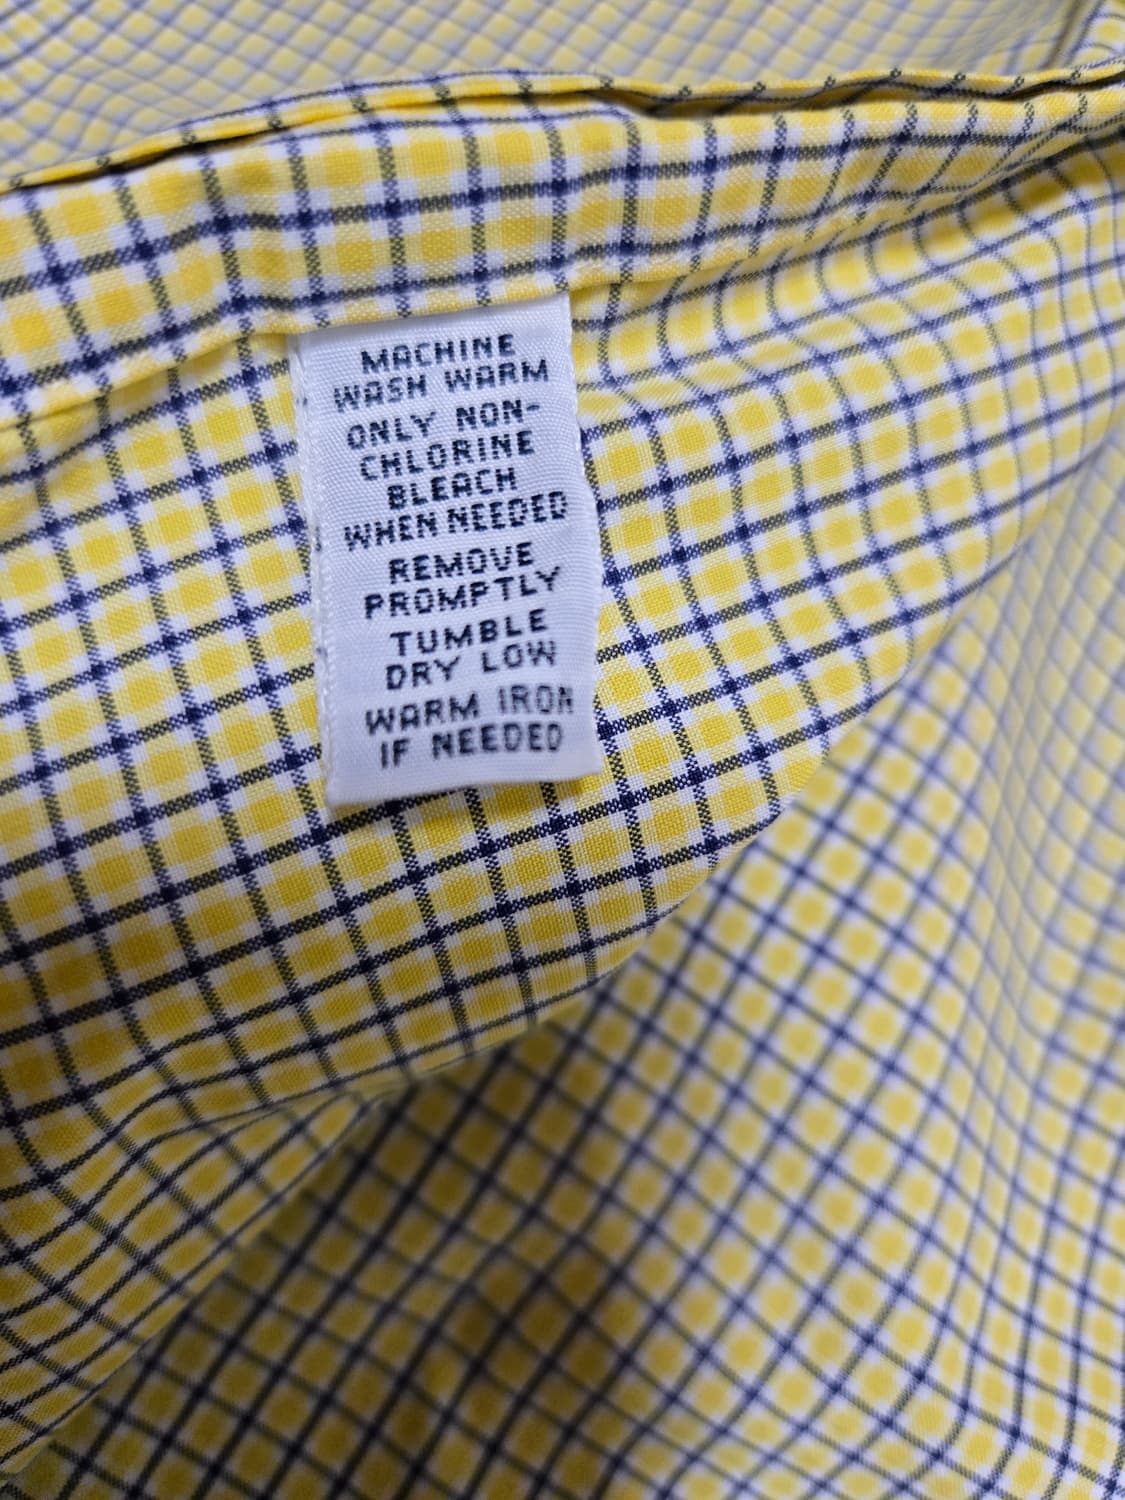 MACHINE
WASH WARM
ONLY NON-
CHLORINE
BLEACH
WHEN NEEDED
REMOVE
PROMPTLY
TUMBLE
DRY LOW
WARM IRON
IF NEEDED